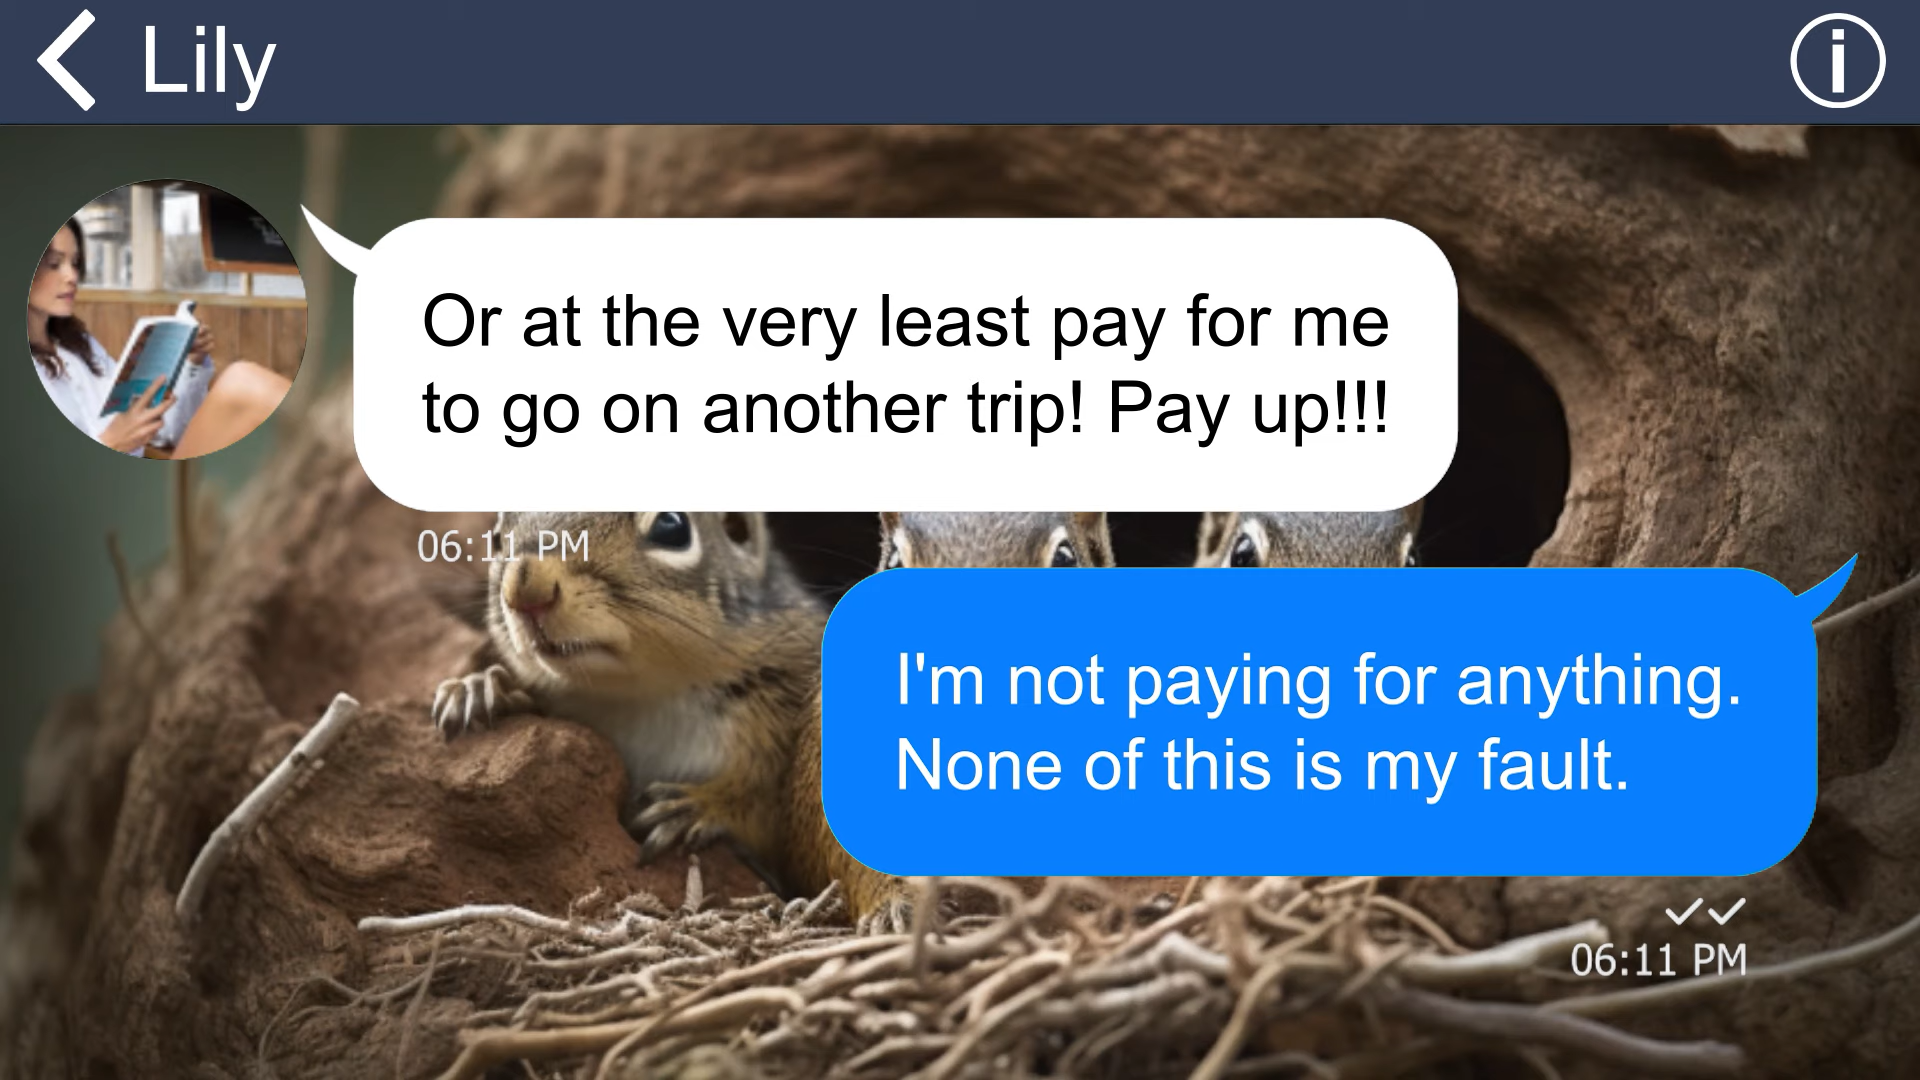 Lily
Or at the very least pay for me
to go on another trip! Pay up!!!
06:11 PM
I'm not paying for anything.
None of this is my fault.
06:11 PM